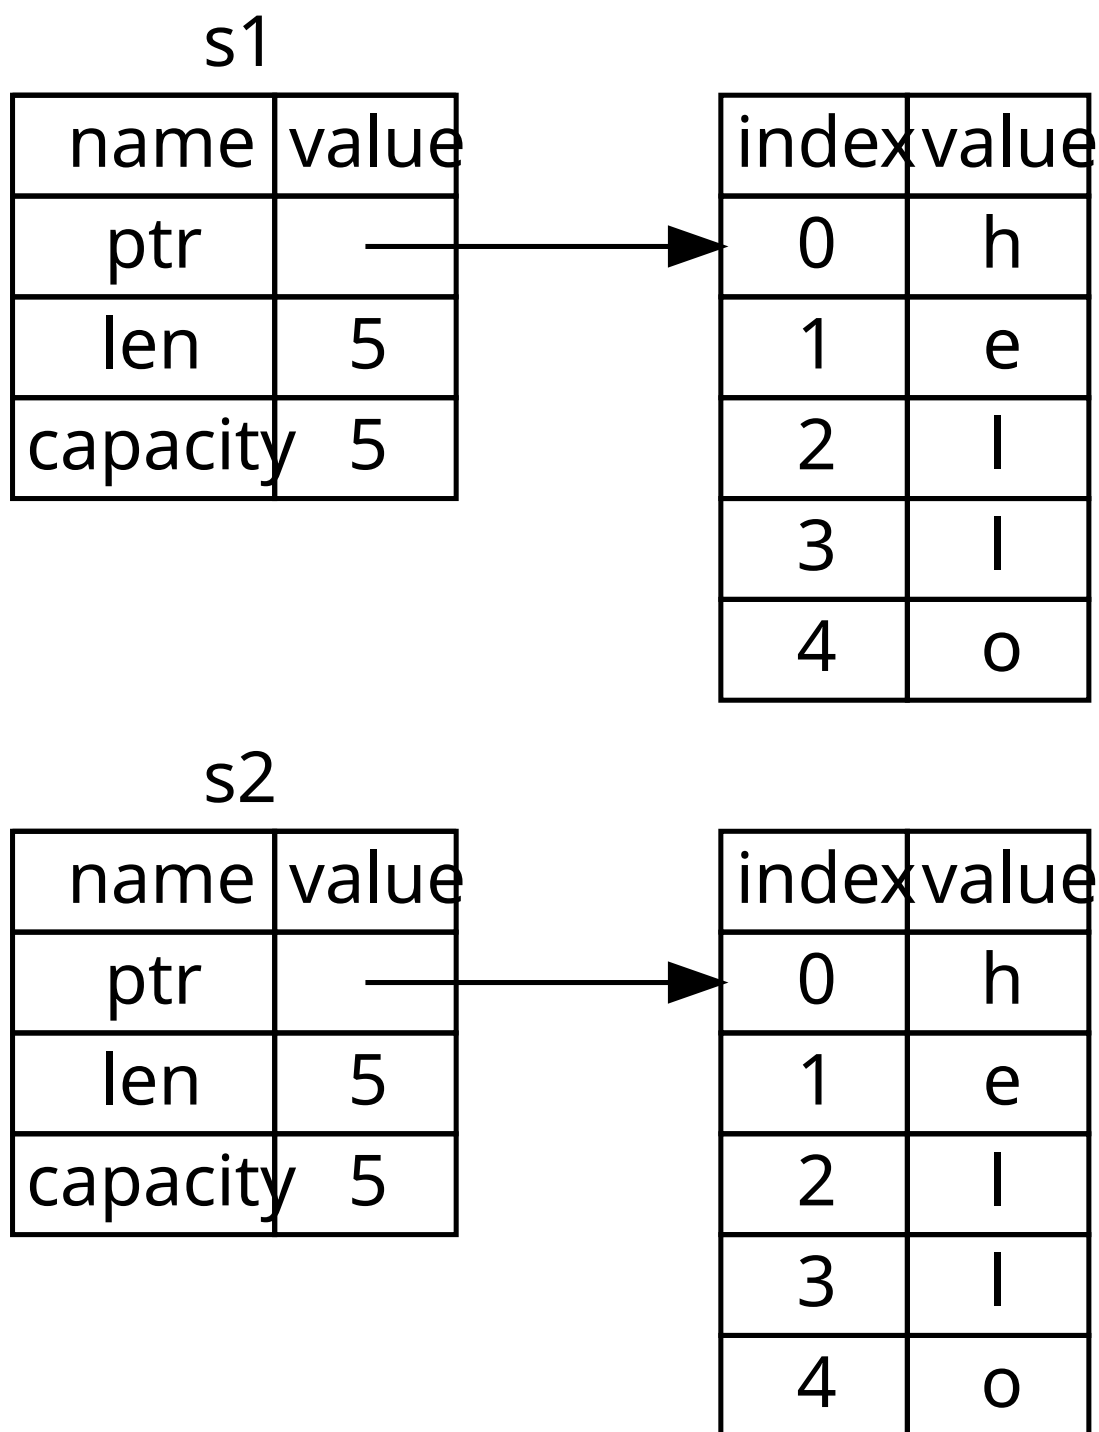 s1
name value
ptr
len 5
capacity 5
index value
0 h
1 e
2 l
3 l
4 o
s2
name value
ptr
len 5
capacity 5
index value
0 h
1 e
2 l
3 l
4 o